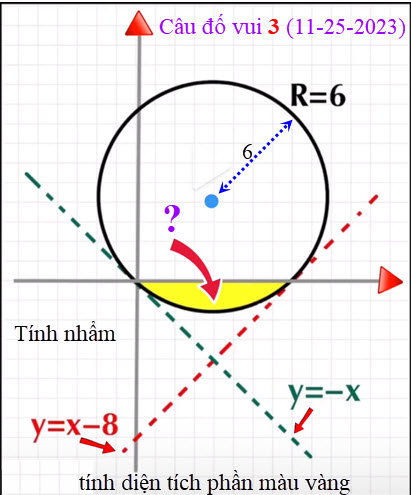 Câu đố vui 3 (11-25-2023)
R=6
6
?
Tính nhẩm
y=−x
y=x−8
tính diện tích phần màu vàng